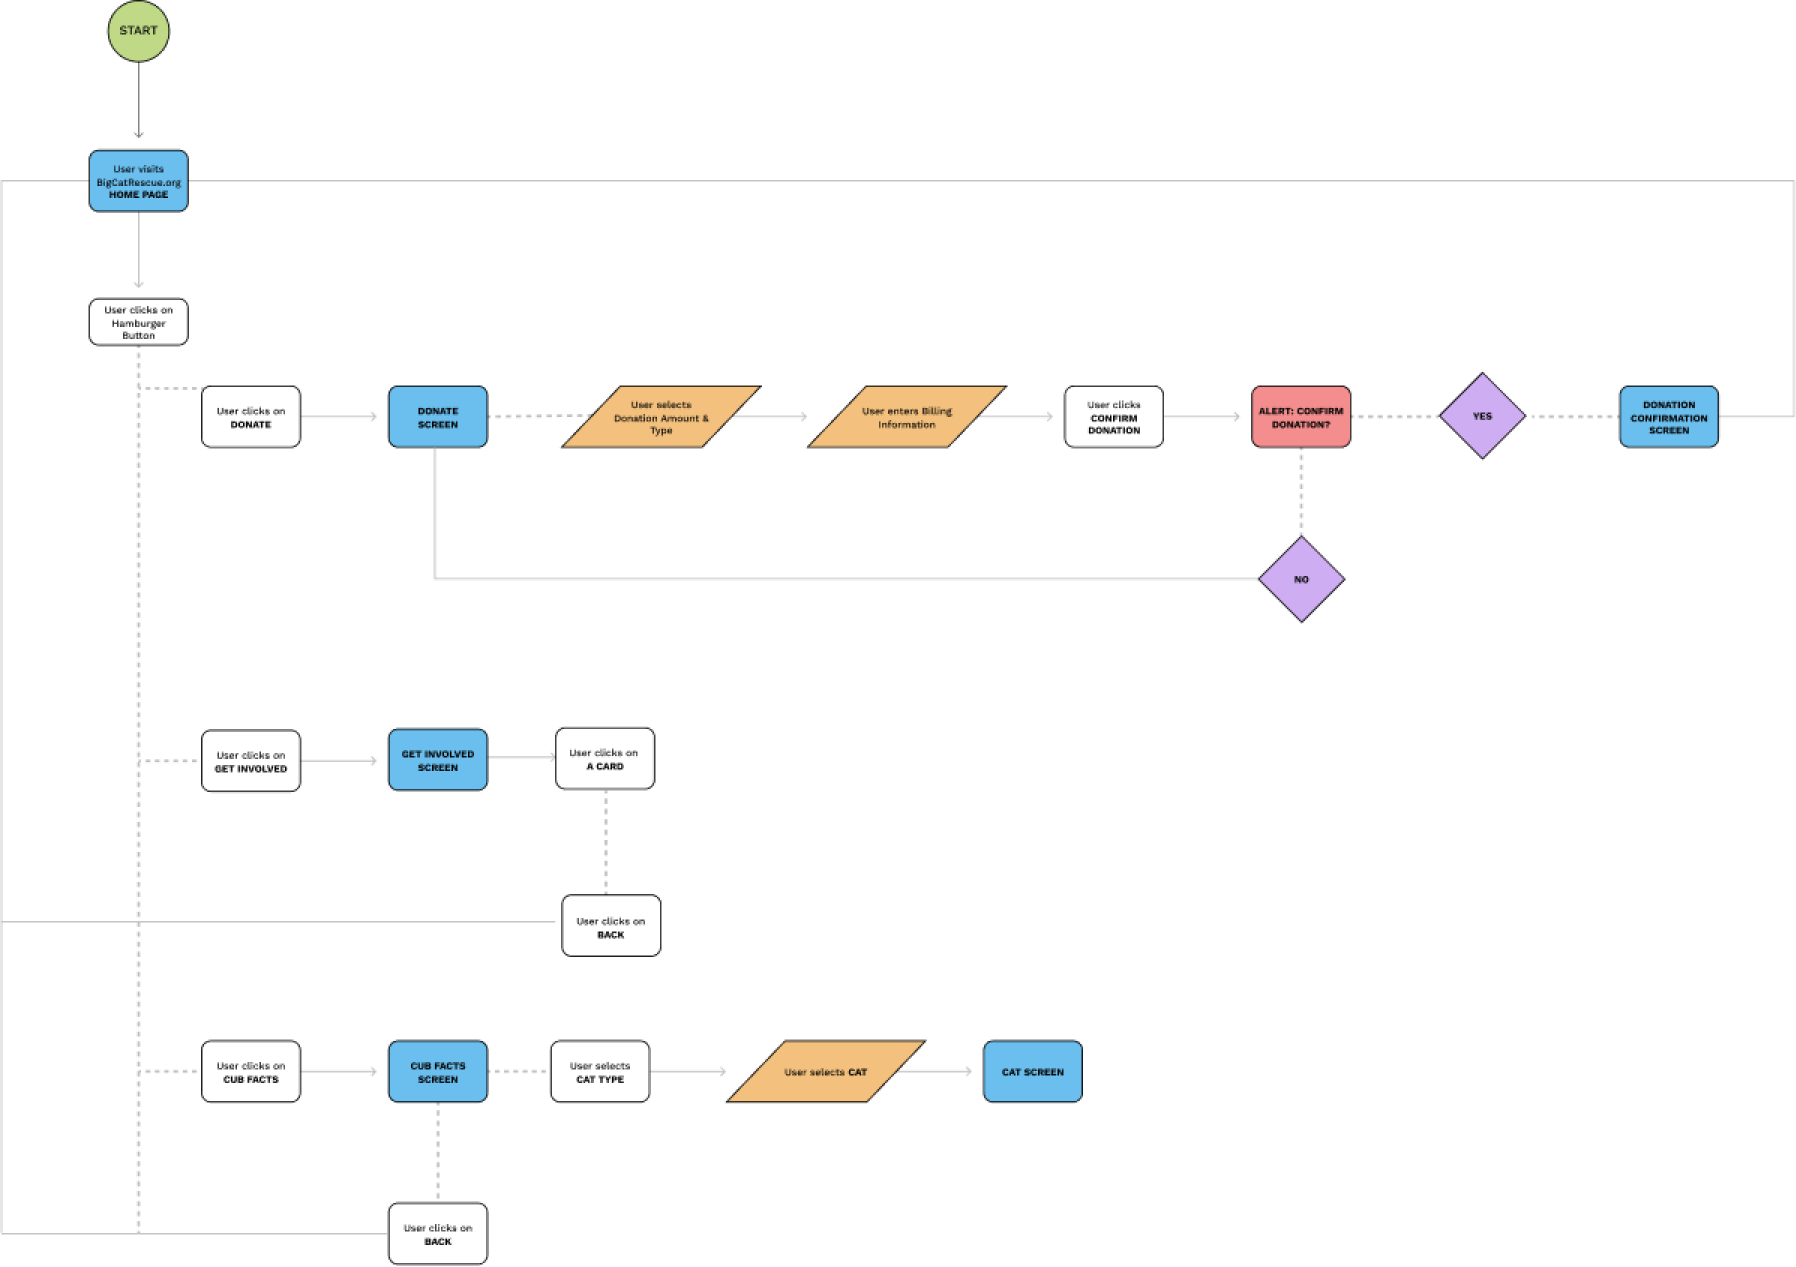 START
User visits
BigCatRescue.org
HOME PAGE
User clicks on
Hamburger
Button
User clicks on
DONATE
DONATE
SCREEN
User selects
Donation Amount &
Type
User enters Billing
Information
User clicks
CONFIRM
DONATION
ALERT: CONFIRM
DONATION?
YES
DONATION
CONFIRMATION
SCREEN
NO
User clicks on
GET INVOLVED
GET INVOLVED
SCREEN
User clicks on
A CARD
User clicks on
BACK
User clicks on
CUB FACTS
CUB FACTS
SCREEN
User selects
CAT TYPE
User selects CAT
CAT SCREEN
User clicks on
BACK